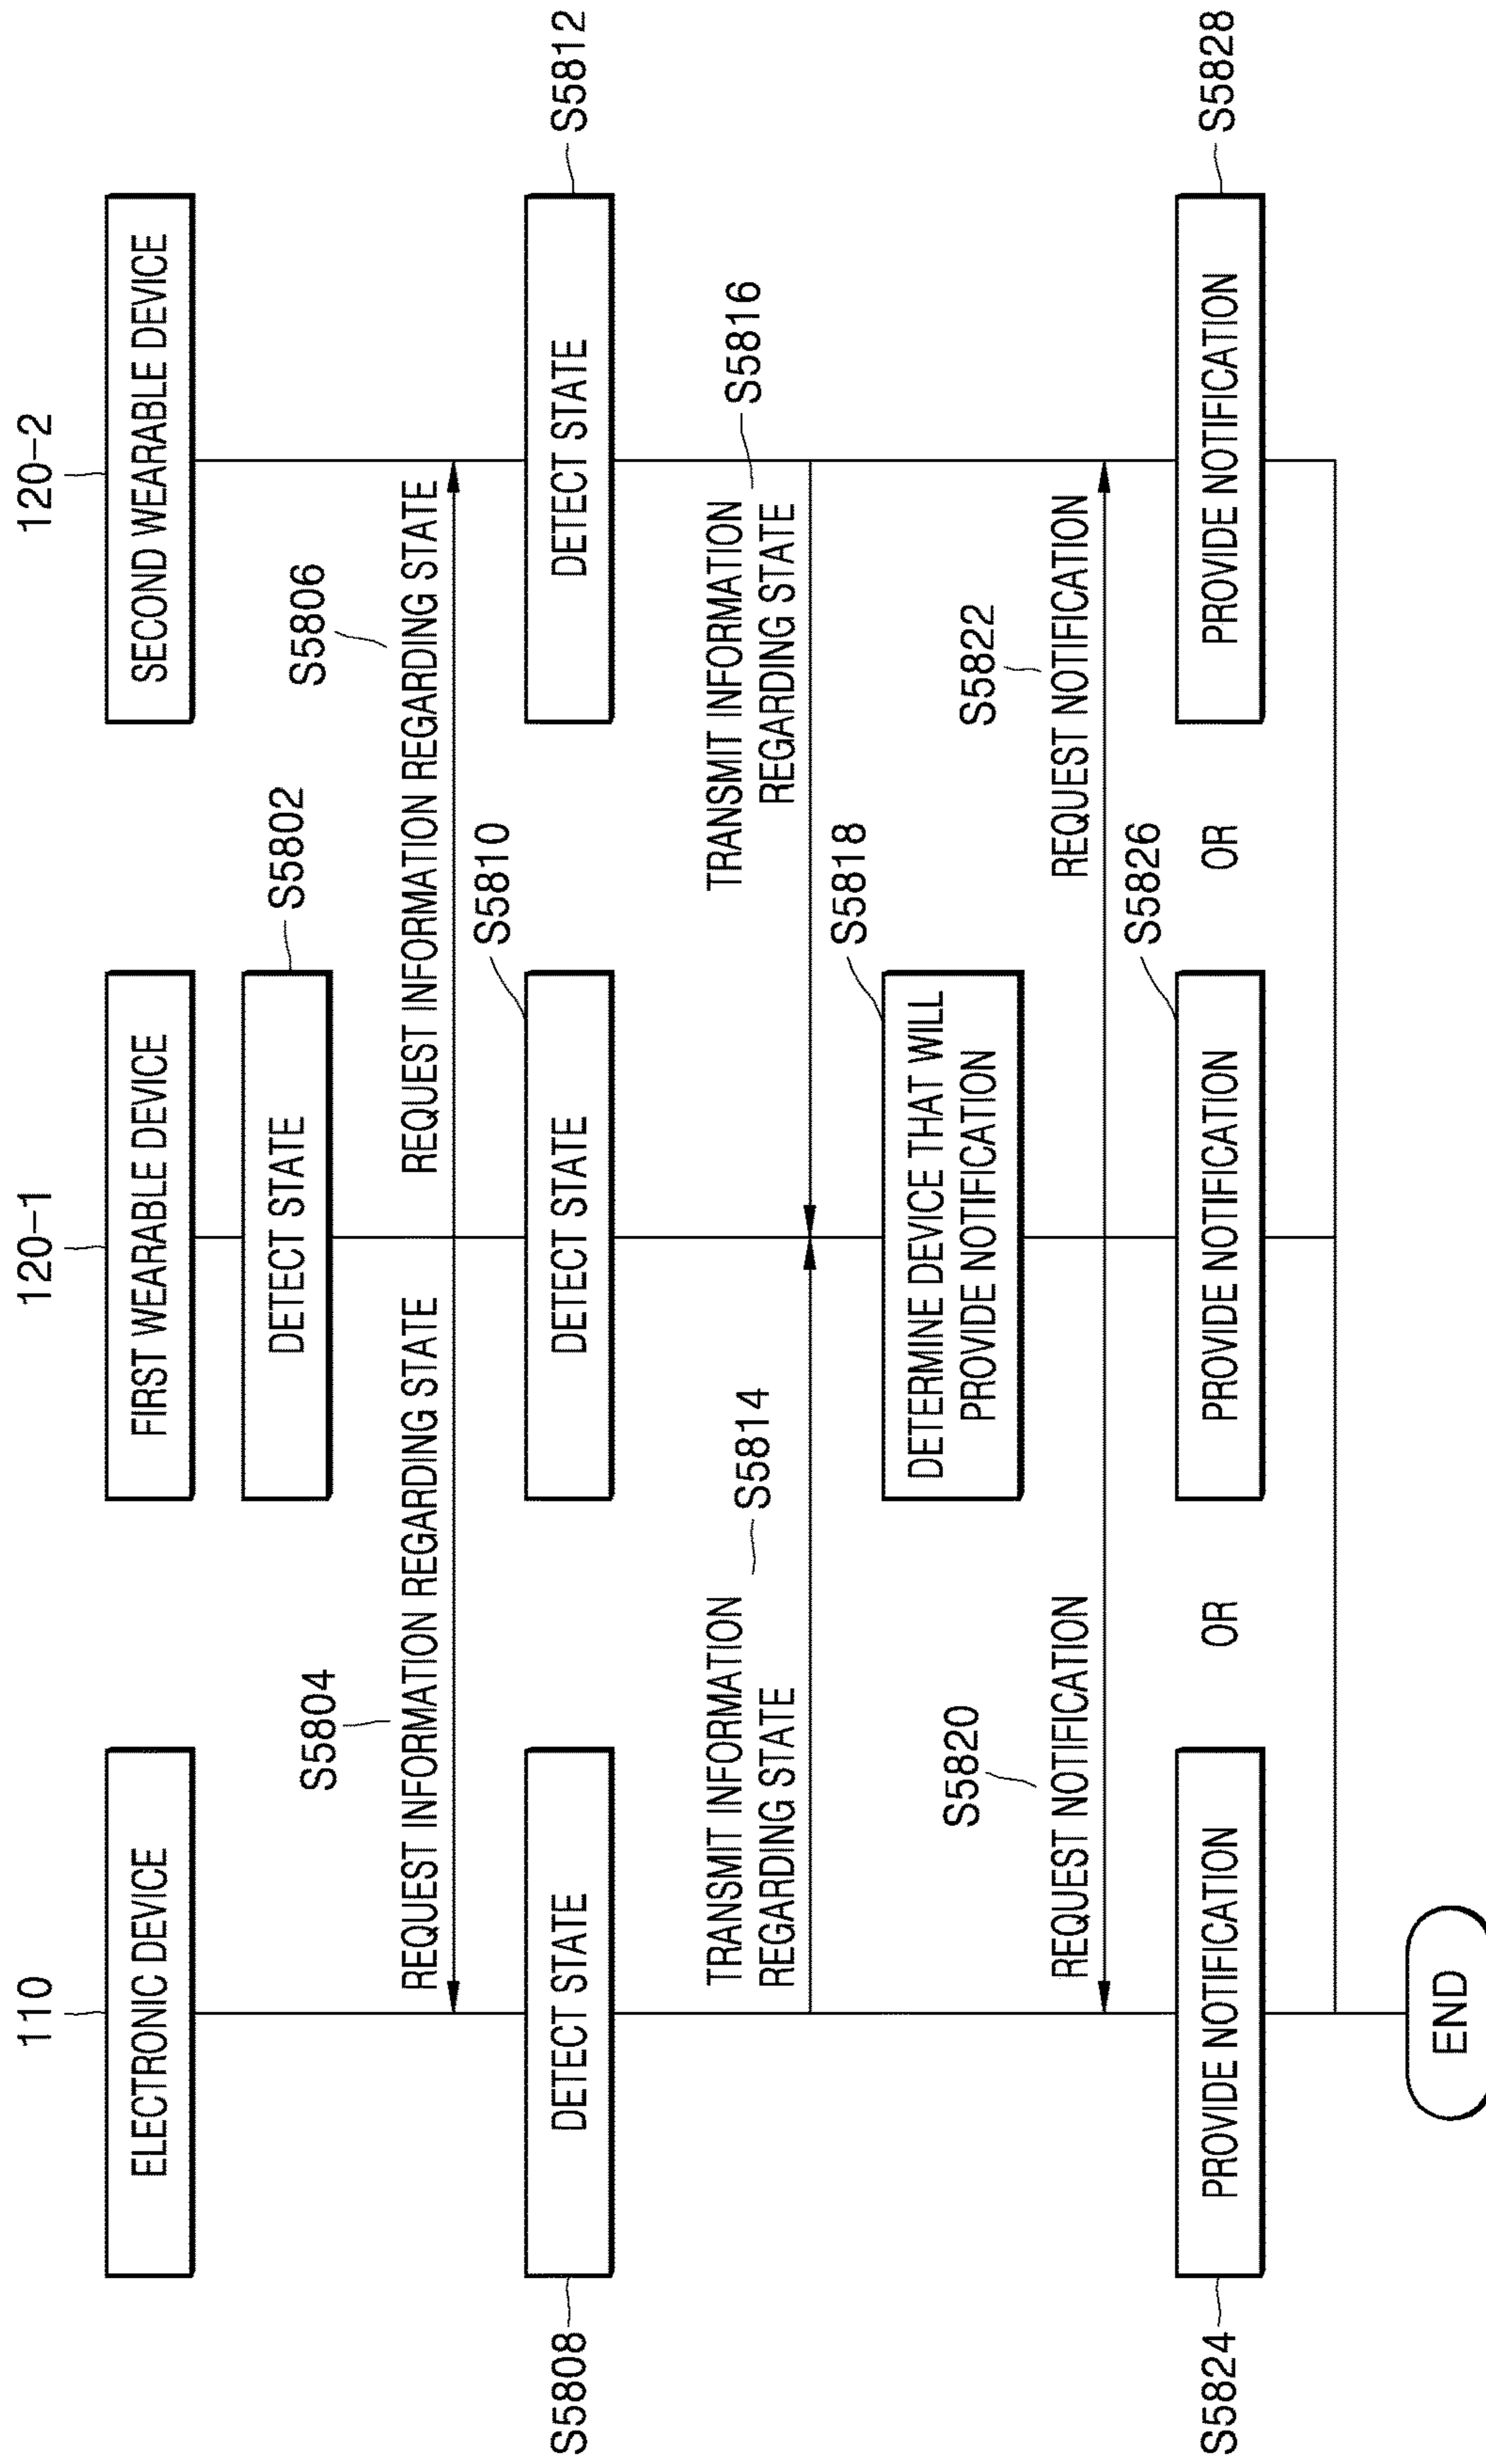 110
120-1
120-2
ELECTRONIC DEVICE
FIRST WEARABLE DEVICE
SECOND WEARABLE DEVICE
DETECT STATE
S5802
S5804
S5806
REQUEST INFORMATION REGARDING STATE
REQUEST INFORMATION REGARDING STATE
S5810
S5808
DETECT STATE
DETECT STATE
DETECT STATE
S5812
TRANSMIT INFORMATION
REGARDING STATE
S5814
TRANSMIT INFORMATION
REGARDING STATE
S5816
S5818
DETERMINE DEVICE THAT WILL
PROVIDE NOTIFICATION
S5820
S5822
REQUEST NOTIFICATION
REQUEST NOTIFICATION
S5826
S5824
PROVIDE NOTIFICATION
OR
PROVIDE NOTIFICATION
OR
PROVIDE NOTIFICATION
S5828
END